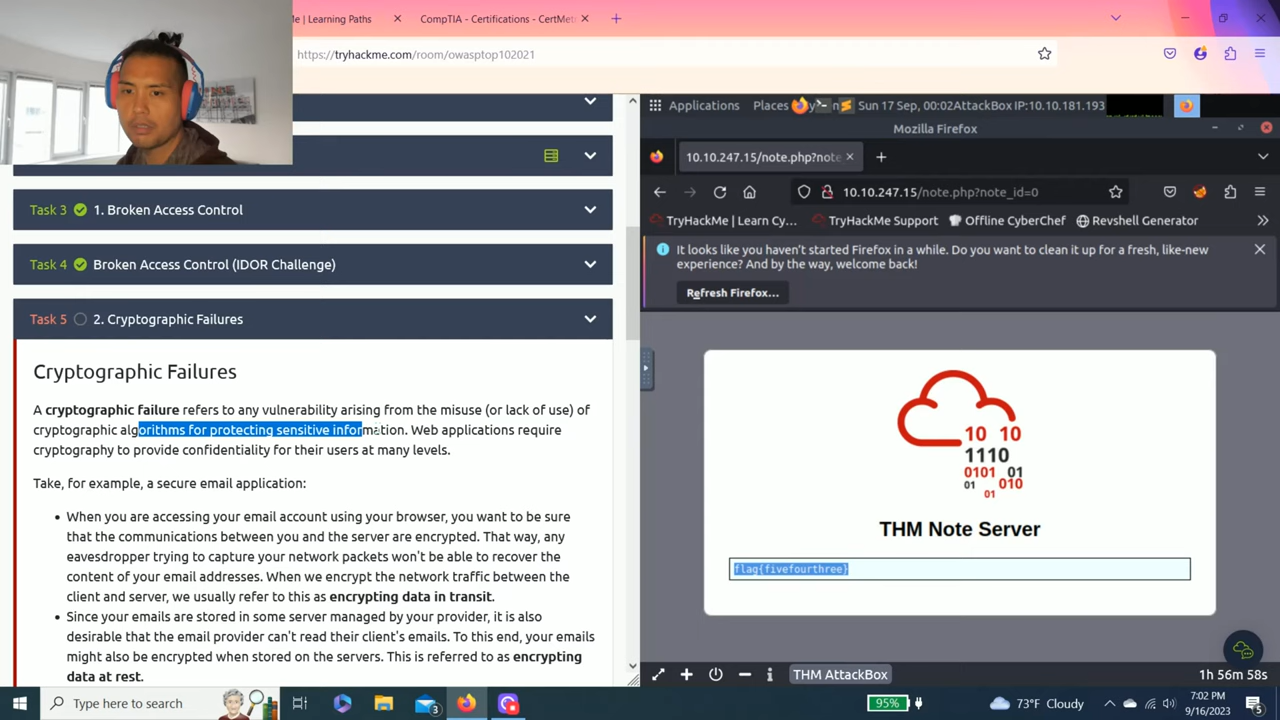 Me | Learning Paths
CompTIA - Certifications - CertMet
https://tryhackme.com/room/owasptop102021
Task 3 1. Broken Access Control
Task 4 Broken Access Control (IDOR Challenge)
Task 5 2. Cryptographic Failures
Cryptographic Failures
A cryptographic failure refers to any vulnerability arising from the misuse (or lack of use) of
cryptographic algorithms for protecting sensitive information. Web applications require
cryptography to provide confidentiality for their users at many levels.
Take, for example, a secure email application:
• When you are accessing your email account using your browser, you want to be sure
that the communications between you and the server are encrypted. That way, any
eavesdropper trying to capture your network packets won't be able to recover the
content of your email addresses. When we encrypt the network traffic between the
client and server, we usually refer to this as encrypting data in transit.
• Since your emails are stored in some server managed by your provider, it is also
desirable that the email provider can't read their client's emails. To this end, your emails
might also be encrypted when stored on the servers. This is referred to as encrypting
data at rest.
Applications Places Sun 17 Sep, 00:02 AttackBox IP:10.10.181.193
Mozilla Firefox
10.10.247.15/note.php?note
10.10.247.15/note.php?note_id=0
TryHackMe | Learn Cy... TryHackMe Support Offline CyberChef Revshell Generator
It looks like you haven't started Firefox in a while. Do you want to clean it up for a fresh, like-new
experience? And by the way, welcome back!
Refresh Firefox...
10 10
1110
0101 01
01 010
01
THM Note Server
flag{fivefourthree}
THM AttackBox
1h 56m 58s
Type here to search
3
95%
73°F Cloudy
7:02 PM
9/16/2023
5